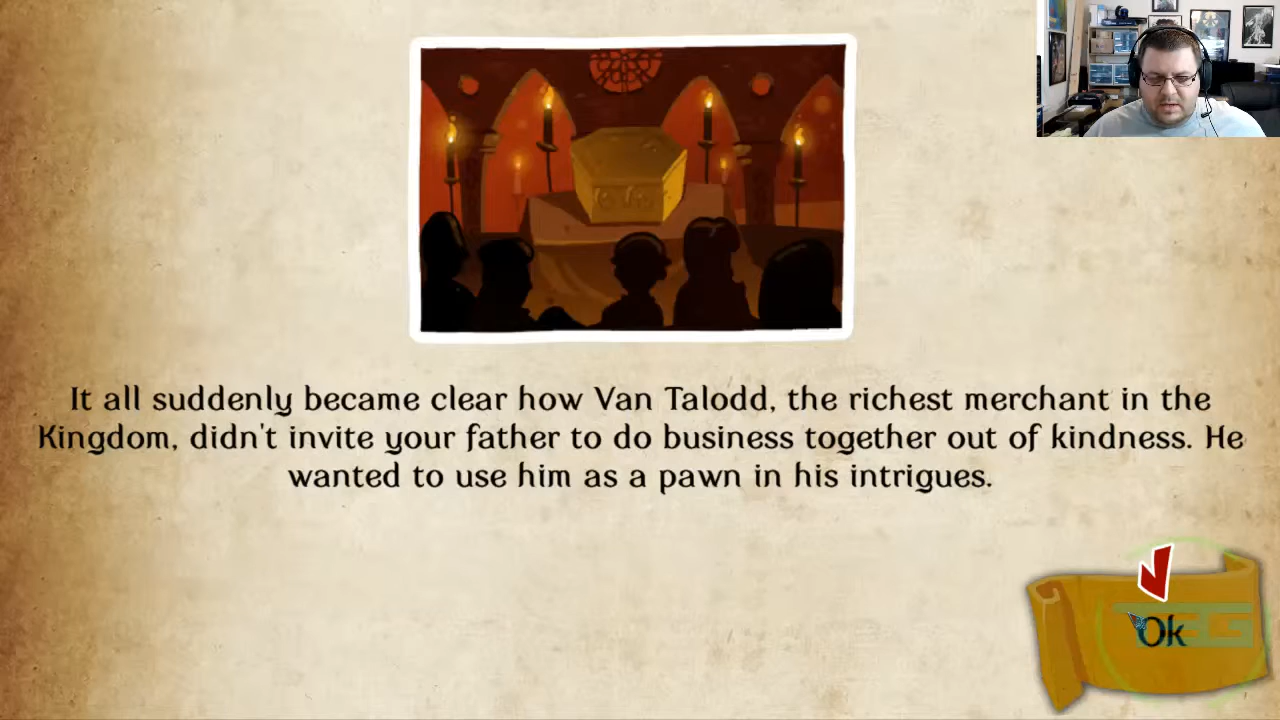 It all suddenly became clear how Van Talodd, the richest merchant in the
Kingdom, didn't invite your father to do business together out of kindness. He
wanted to use him as a pawn in his intrigues.
Ok